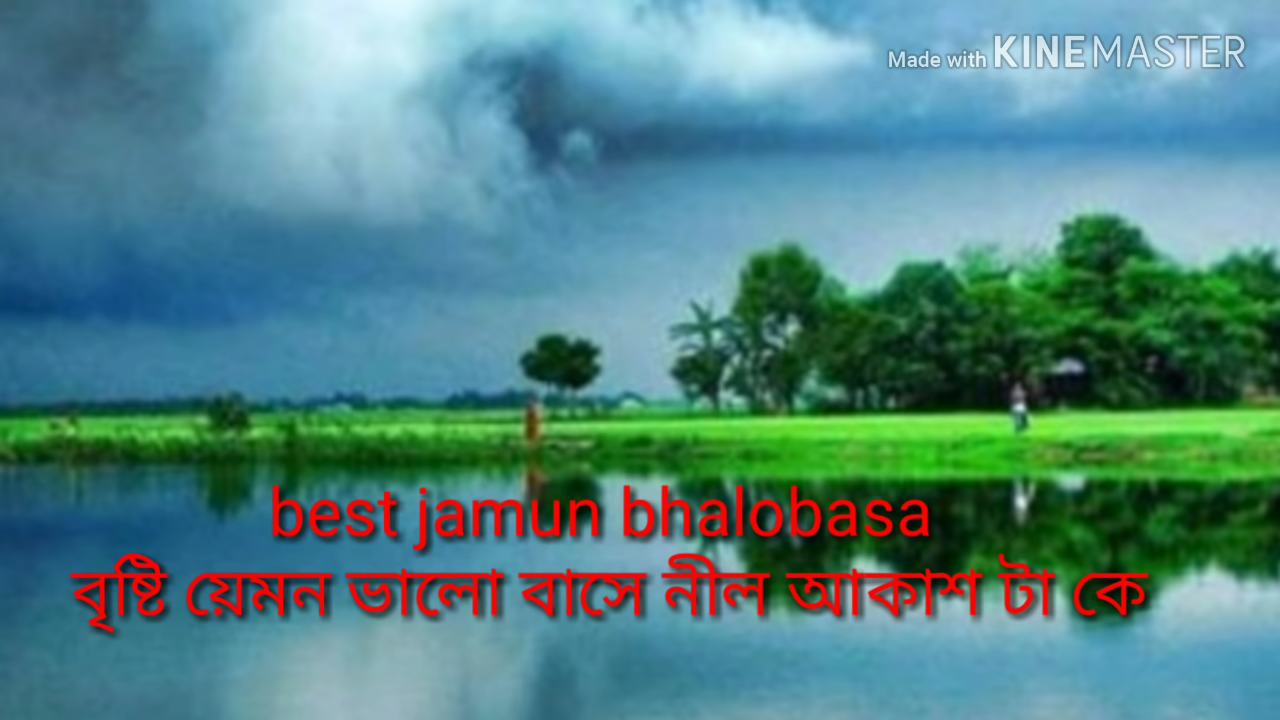 Made with KINEMASTER
best jamun bhalobasa
বৃষ্টি য়েমন ভালো বাসে নীল আকাশ টা কে